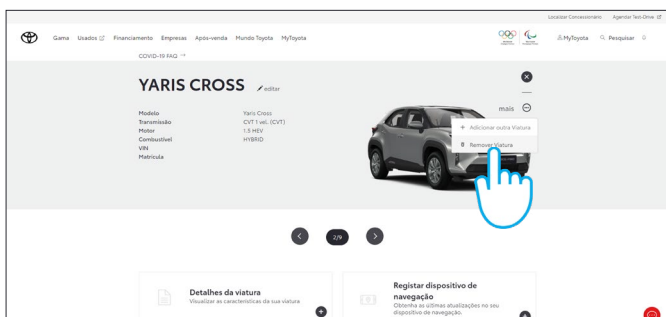 Localizar Concessionário Agendar Test-Drive
Gama Usados Financiamento Empresas Após-venda Mundo Toyota MyToyota MyToyota Pesquisar
COVID-19 FAQ →
YARIS CROSS editar
mais
Modelo Yaris Cross
Transmissão CVT 1 vel. (CVT)
Motor 1.5 HEV
Combustível HYBRID
VIN
Matrícula
+ Adicionar outra Viatura
Remover Viatura
2/9
Detalhes da viatura
Visualizar as características da sua viatura
Registar dispositivo de
navegação
Obtenha as últimas atualizações no seu
dispositivo de navegação.